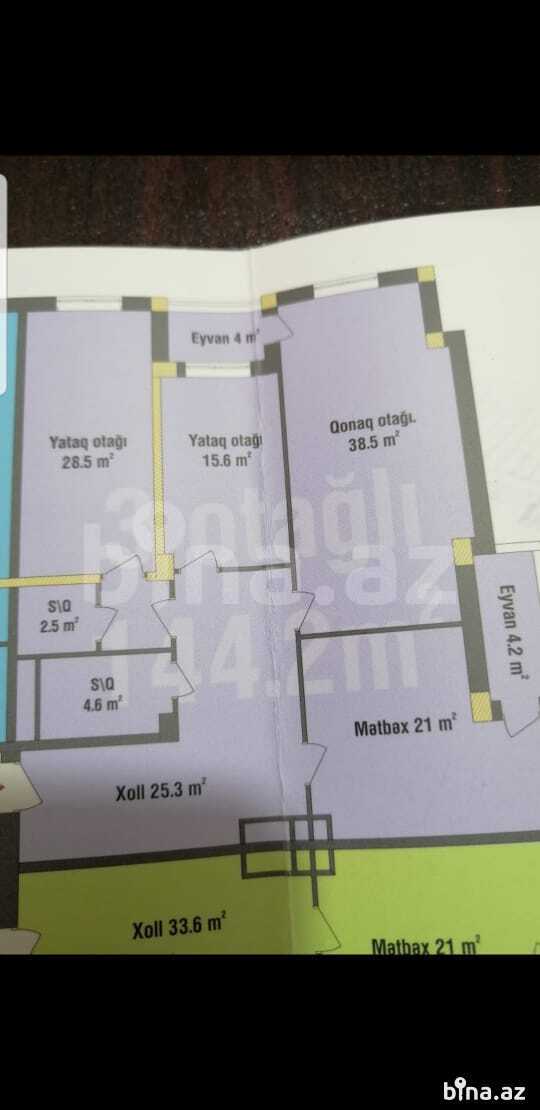 Eyvan 4 m²
Yataq otağı
28.5 m²
Yataq otağı
15.6 m²
Qonaq otağı.
38.5 m²
3 otaglı
144.2m²
bina.az
S\Q
2.5 m²
Eyvan 4.2 m²
S\Q
4.6 m²
Mətbəx 21 m²
Xoll 25.3 m²
Xoll 33.6 m²
Mətbəx 21 m²
bina.az